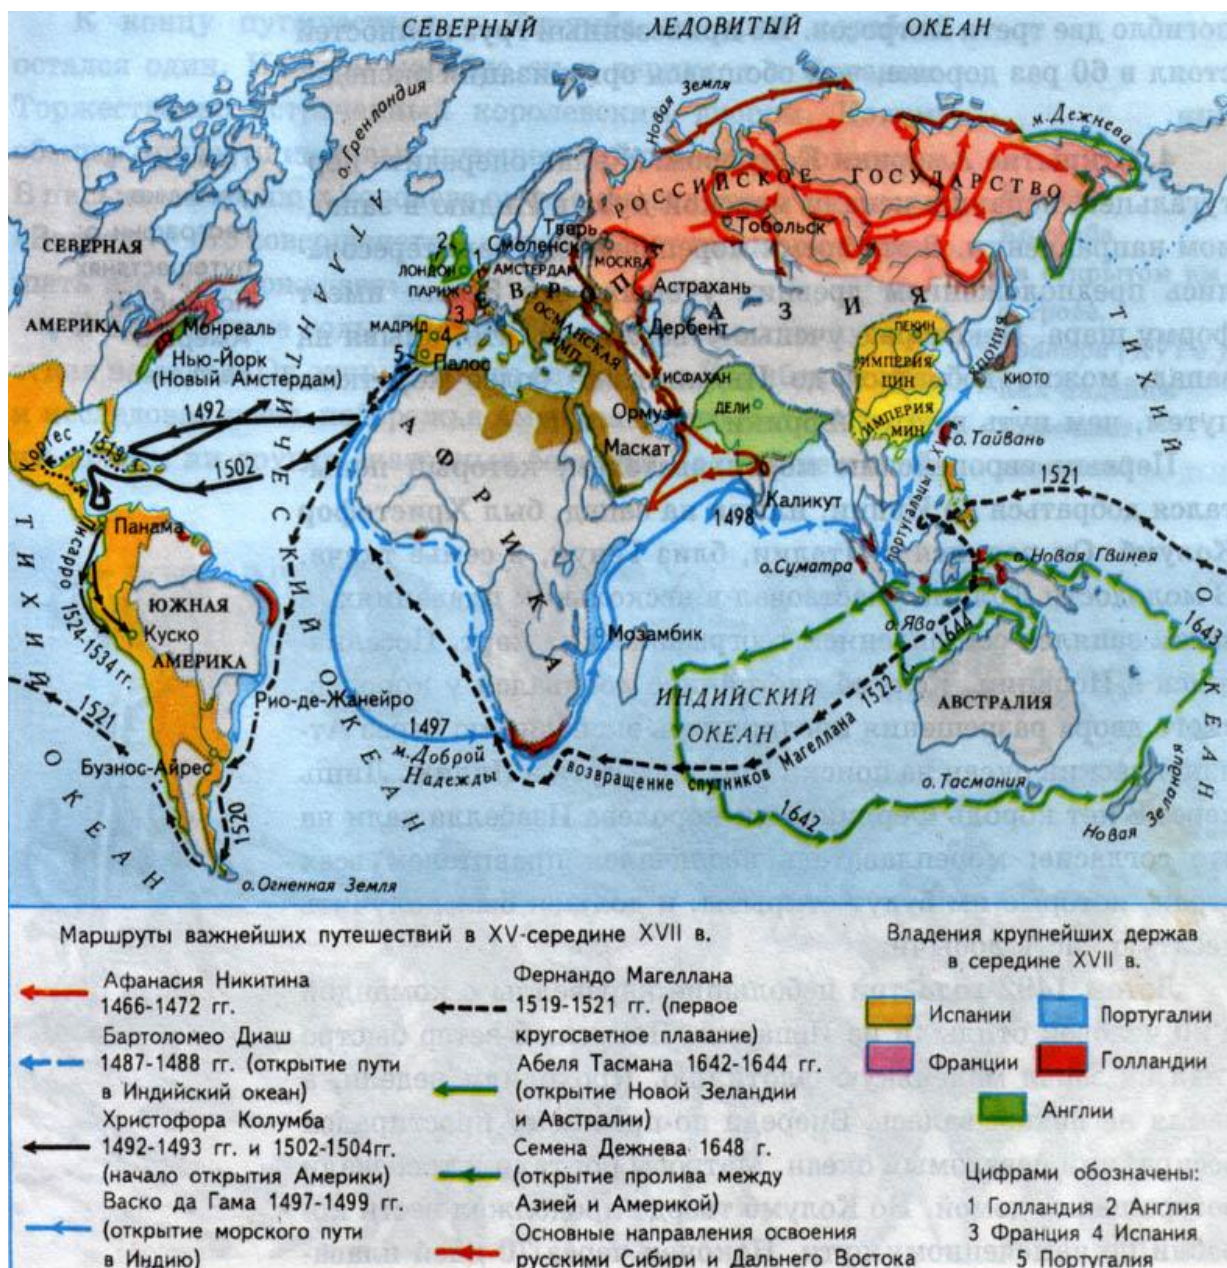 СЕВЕРНЫЙ ЛЕДОВИТЫЙ ОКЕАН
о.Гренландия
Новая Земля
м.Дежнева
РОССИЙСКОЕ ГОСУДАРСТВО
Тобольск
Тверь
Смоленск
МОСКВА
СЕВЕРНАЯ
АМЕРИКА
АТЛАНТИЧЕСКИЙ ОКЕАН
2
1
ЛОНДОН
АМСТЕРДАМ
ПАРИЖ
3
ЕВРОПА
АЗИЯ
Астрахань
Дербент
Монреаль
Нью-Йорк
(Новый Амстердам)
МАДРИД
4
5
Палос
ОСМАНСКАЯ
ИМП.
ИСФАХАН
ДЕЛИ
ПЕКИН
ИМПЕРИЯ
ЦИН
ИМПЕРИЯ
МИН
ЯПОНИЯ
КИОТО
ТИХИЙ ОКЕАН
1492
1502
Кортес
1519
Ормуз
Маскат
АФРИКА
Каликут
1498
о.Тайвань
португальцы
1521
Панама
Писарро
1524-1534 гг.
Куско
ЮЖНАЯ
АМЕРИКА
о.Суматра
о.Новая Гвинея
о.Ява
1644
1643
Мозамбик
ТИХИЙ ОКЕАН
Рио-де-Жанейро
1521
Буэнос-Айрес
1520
о.Огненная Земля
1497
м.Доброй
Надежды
ИНДИЙСКИЙ
ОКЕАН
возвращение спутников Магеллана 1522
1642
АВСТРАЛИЯ
о.Тасмания
Новая Зеландия
Маршруты важнейших путешествий в XV-середине XVII в.
Афанасия Никитина
1466-1472 гг.
Бартоломео Диаш
1487-1488 гг. (открытие пути
в Индийский океан)
Христофора Колумба
1492-1493 гг. и 1502-1504гг.
(начало открытия Америки)
Васко да Гама 1497-1499 гг.
(открытие морского пути
в Индию)
Фернандо Магеллана
1519-1521 гг. (первое
кругосветное плавание)
Абеля Тасмана 1642-1644 гг.
(открытие Новой Зеландии
и Австралии)
Семена Дежнева 1648 г.
(открытие пролива между
Азией и Америкой)
Основные направления освоения
русскими Сибири и Дальнего Востока
Владения крупнейших держав
в середине XVII в.
Испании
Португалии
Франции
Голландии
Англии
Цифрами обозначены:
1 Голландия 2 Англия
3 Франция 4 Испания
5 Португалия